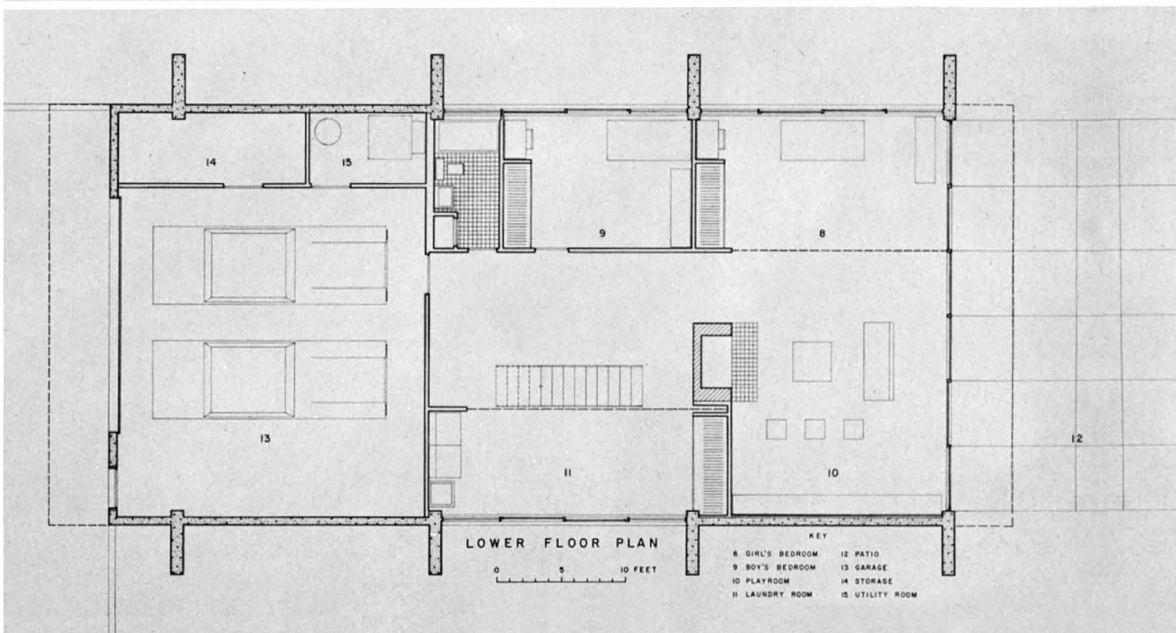 14
15
9
8
13
12
11
10
LOWER FLOOR PLAN
0 5 10 FEET
KEY
8 GIRL'S BEDROOM
9 BOY'S BEDROOM
10 PLAYROOM
11 LAUNDRY ROOM
12 PATIO
13 GARAGE
14 STORAGE
15 UTILITY ROOM